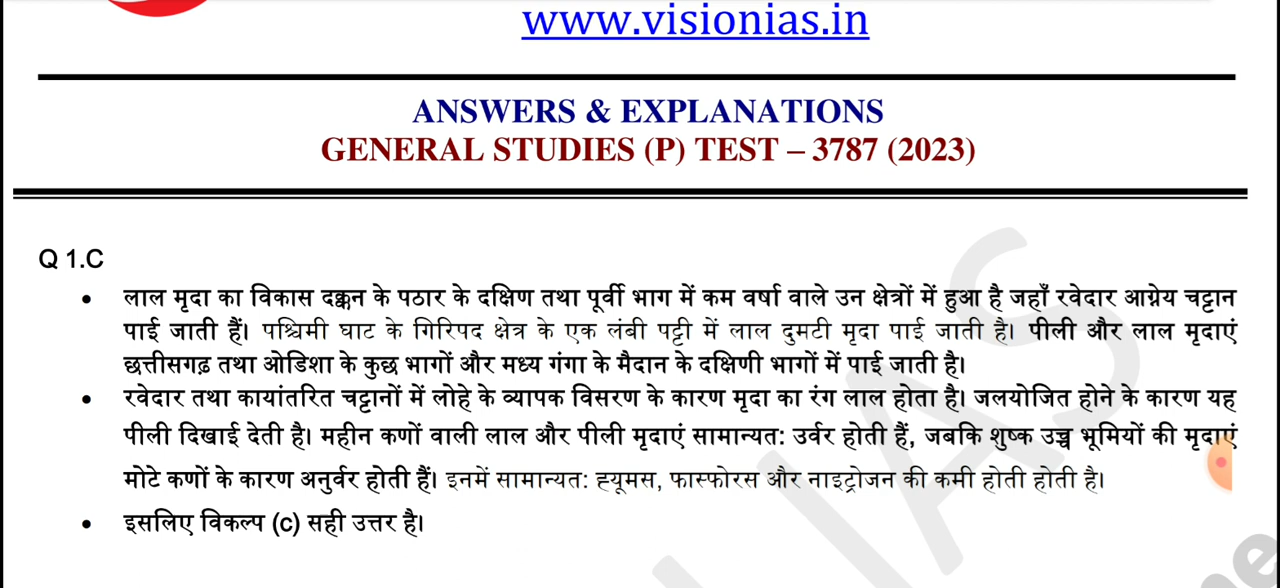 www.visionias.in
ANSWERS & EXPLANATIONS
GENERAL STUDIES (P) TEST – 3787 (2023)
Q 1.C
• लाल मृदा का विकास दक्कन के पठार के दक्षिण तथा पूर्वी भाग में कम वर्षा वाले उन क्षेत्रों में हुआ है जहाँ रवेदार आग्नेय चट्टान
पाई जाती हैं। पश्चिमी घाट के गिरिपद क्षेत्र के एक लंबी पट्टी में लाल दुमटी मृदा पाई जाती है। पीली और लाल मृदाएं
छत्तीसगढ़ तथा ओडिशा के कुछ भागों और मध्य गंगा के मैदान के दक्षिणी भागों में पाई जाती है।
• रवेदार तथा कायांतरित चट्टानों में लोहे के व्यापक विसरण के कारण मृदा का रंग लाल होता है। जलयोजित होने के कारण यह
पीली दिखाई देती है। महीन कणों वाली लाल और पीली मृदाएं सामान्यत: उर्वर होती हैं, जबकि शुष्क उच्च भूमियों की मृदाएं
मोटे कणों के कारण अनुर्वर होती हैं। इनमें सामान्यत: ह्यूमस, फास्फोरस और नाइट्रोजन की कमी होती होती है।
• इसलिए विकल्प (c) सही उत्तर है।
IAS